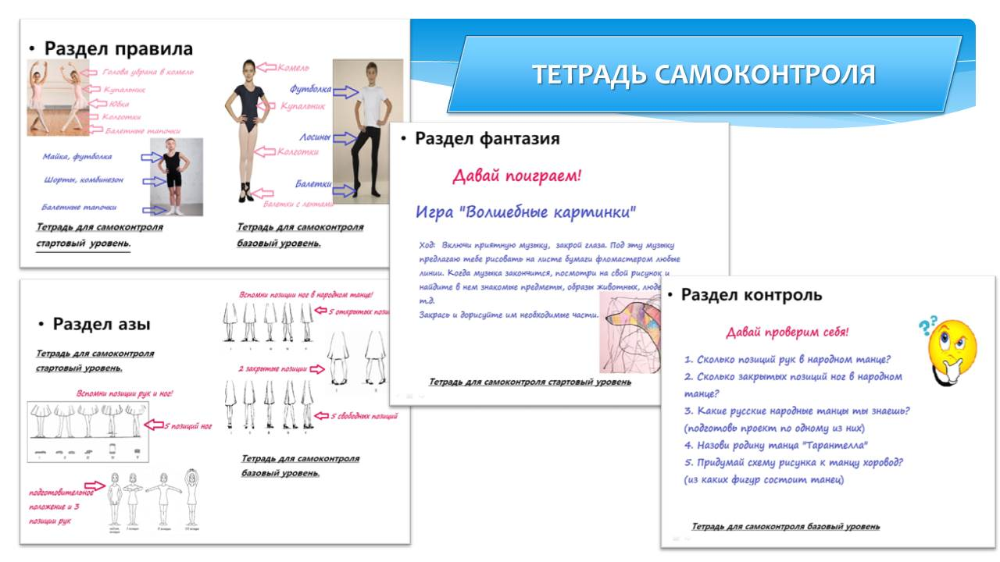 ТЕТРАДЬ САМОКОНТРОЛЯ
• Раздел правила
Голова убрана в комель
Купальник
Юбка
Колготки
Балетные тапочки
Майка, футболка
Шорты, комбинезон
Балетные тапочки
Тетрадь для самоконтроля
стартовый уровень.
Комель
Футболка
Купальник
Лосины
Колготки
Балетки
Балетки с лентами
Тетрадь для самоконтроля
базовый уровень.
• Раздел азы
Тетрадь для самоконтроля
стартовый уровень.
Вспомни позиции рук и ног!
5 позиций ног
подготовительное
положение и 3
позиции рук
Вспомни позиции ног в народном танце!
5 открытых пози
2 закрытые позиции
5 свободных позиций
Тетрадь для самоконтроля
базовый уровень.
• Раздел фантазия
Давай поиграем!
Игра "Волшебные картинки"
Ход: Включи приятную музыку, закрой глаза. Под эту музыку
предлагаю тебе рисовать на листе бумаги фломастером любые
линии. Когда музыка закончится, посмотри на свой рисунок и
найдите в нем знакомые предметы, образы животных, люде
т.д.
Закрась и дорисуйте им необходимые части.
Тетрадь для самоконтроля стартовый уровень
• Раздел контроль
Давай проверим себя!
1. Сколько позиций рук в народном танце?
2. Сколько закрытых позиций ног в народном
танце?
3. Какие русские народные танцы ты знаешь?
(подготовь проект по одному из них)
4. Назови родину танца "Тарантелла"
5. Придумай схему рисунка к танцу хоровод?
(из каких фигур состоит танец)
Тетрадь для самоконтроля базовый уровень